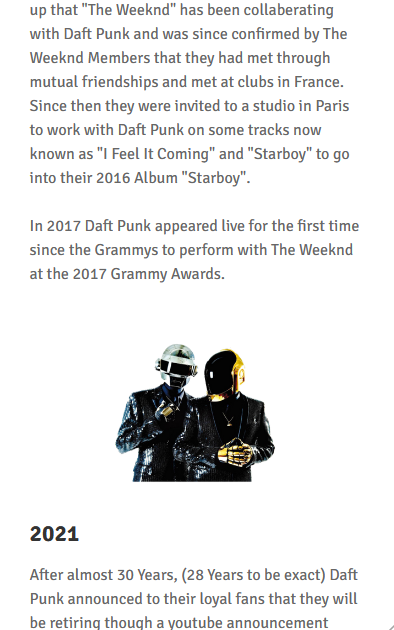 up that "The Weeknd" has been collaberating
with Daft Punk and was since confirmed by The
Weeknd Members that they had met through
mutual friendships and met at clubs in France.
Since then they were invited to a studio in Paris
to work with Daft Punk on some tracks now
known as "I Feel It Coming" and "Starboy" to go
into their 2016 Album "Starboy".
In 2017 Daft Punk appeared live for the first time
since the Grammys to perform with The Weeknd
at the 2017 Grammy Awards.
2021
After almost 30 Years, (28 Years to be exact) Daft
Punk announced to their loyal fans that they will
be retiring though a youtube announcement